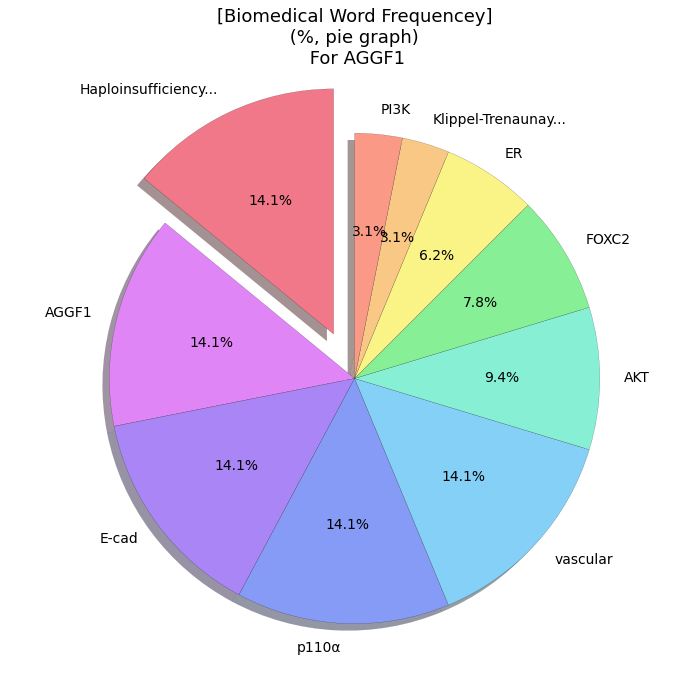 [Biomedical Word Frequencey]
(%, pie graph)
For AGGF1
Haploinsufficiency...
PI3K
Klippel-Trenaunay...
ER
FOXC2
AKT
vascular
p110α
E-cad
AGGF1
14.1%
3.1%
3.1%
6.2%
7.8%
9.4%
14.1%
14.1%
14.1%
14.1%